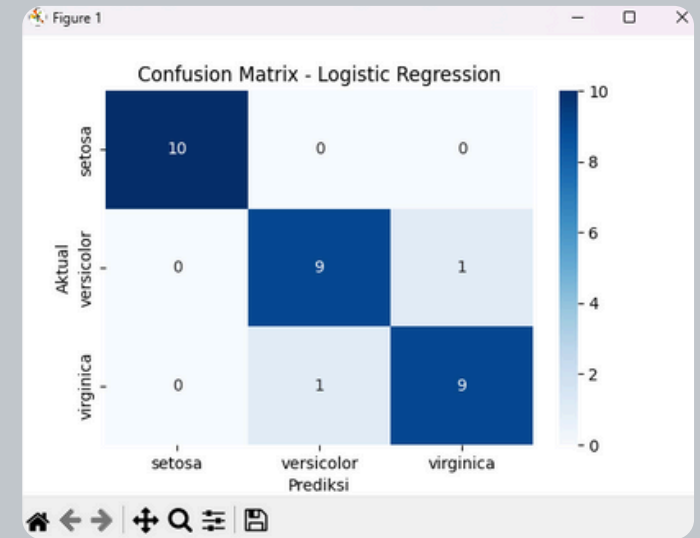 Figure 1
Confusion Matrix - Logistic Regression
setosa
10
0
0
versicolor
0
9
1
virginica
0
1
9
Aktual
setosa
versicolor
virginica
Prediksi
10
8
6
4
2
0